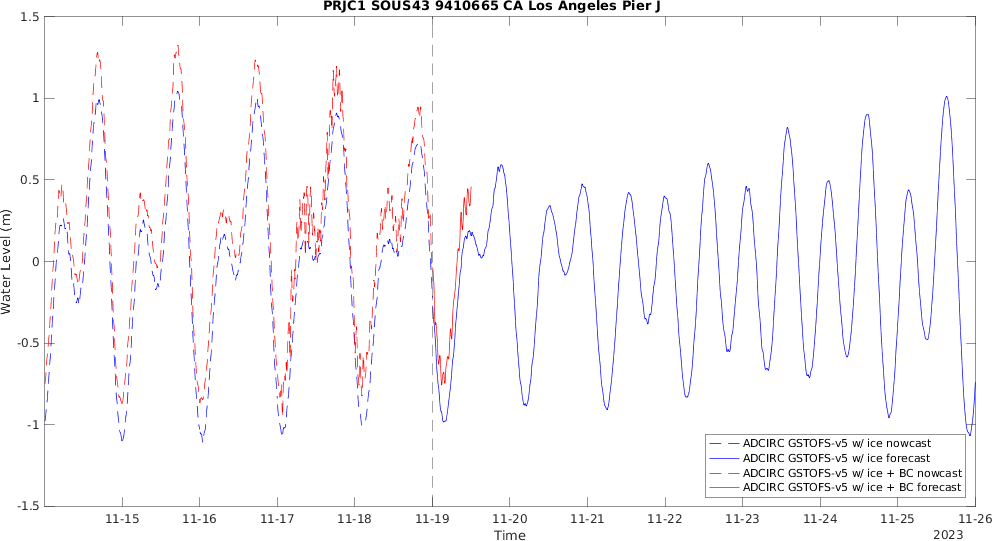 PRJC1 SOUS43 9410665 CA Los Angeles Pier J
1.5
1
0.5
0
-0.5
-1
-1.5
Water Level (m)
11-15 11-16 11-17 11-18 11-19 11-20 11-21 11-22 11-23 11-24 11-25 11-26
Time
2023
ADCIRC GSTOFS-v5 w/ ice nowcast
ADCIRC GSTOFS-v5 w/ ice forecast
ADCIRC GSTOFS-v5 w/ ice + BC nowcast
ADCIRC GSTOFS-v5 w/ ice + BC forecast